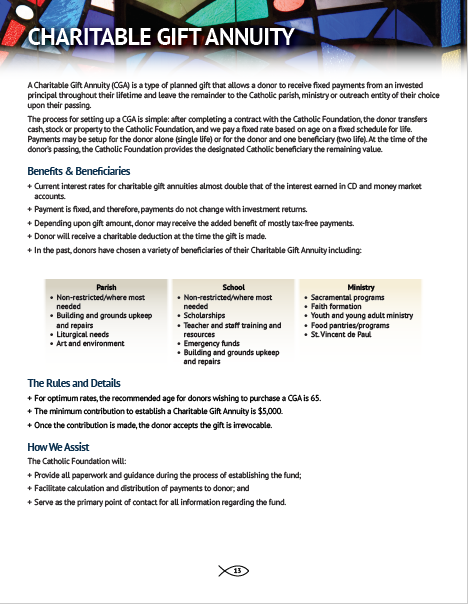 CHARITABLE GIFT ANNUITY
A Charitable Gift Annuity (CGA) is a type of planned gift that allows a donor to receive fixed payments from an invested
principal throughout their lifetime and leave the remainder to the Catholic parish, ministry or outreach entity of their choice
upon their passing.
The process for setting up a CGA is simple: after completing a contract with the Catholic Foundation, the donor transfers
cash, stock or property to the Catholic Foundation, and we pay a fixed rate based on age on a fixed schedule for life.
Payments may be setup for the donor alone (single life) or for the donor and one beneficiary (two life). At the time of the
donor's passing, the Catholic Foundation provides the designated Catholic beneficiary the remaining value.
Benefits & Beneficiaries
+ Current interest rates for charitable gift annuities almost double that of the interest earned in CD and money market
accounts.
+ Payment is fixed, and therefore, payments do not change with investment returns.
+ Depending upon gift amount, donor may receive the added benefit of mostly tax-free payments.
+ Donor will receive a charitable deduction at the time the gift is made.
+ In the past, donors have chosen a variety of beneficiaries of their Charitable Gift Annuity including:
Parish
• Non-restricted/where most
needed
• Building and grounds upkeep
and repairs
• Liturgical needs
• Art and environment
School
• Non-restricted/where most
needed
• Scholarships
• Teacher and staff training and
resources
• Emergency funds
• Building and grounds upkeep
and repairs
Ministry
• Sacramental programs
• Faith formation
• Youth and young adult ministry
• Food pantries/programs
• St. Vincent de Paul
The Rules and Details
+ For optimum rates, the recommended age for donors wishing to purchase a CGA is 65.
+ The minimum contribution to establish a Charitable Gift Annuity is $5,000.
+ Once the contribution is made, the donor accepts the gift is irrevocable.
How We Assist
The Catholic Foundation will:
+ Provide all paperwork and guidance during the process of establishing the fund;
+ Facilitate calculation and distribution of payments to donor; and
+ Serve as the primary point of contact for all information regarding the fund.
13